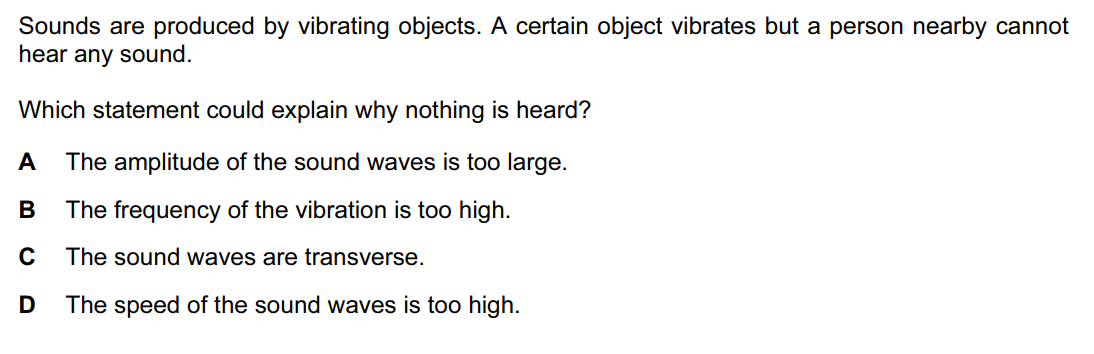 Sounds are produced by vibrating objects. A certain object vibrates but a person nearby cannot
hear any sound.
Which statement could explain why nothing is heard?
A The amplitude of the sound waves is too large.
B The frequency of the vibration is too high.
C The sound waves are transverse.
D The speed of the sound waves is too high.